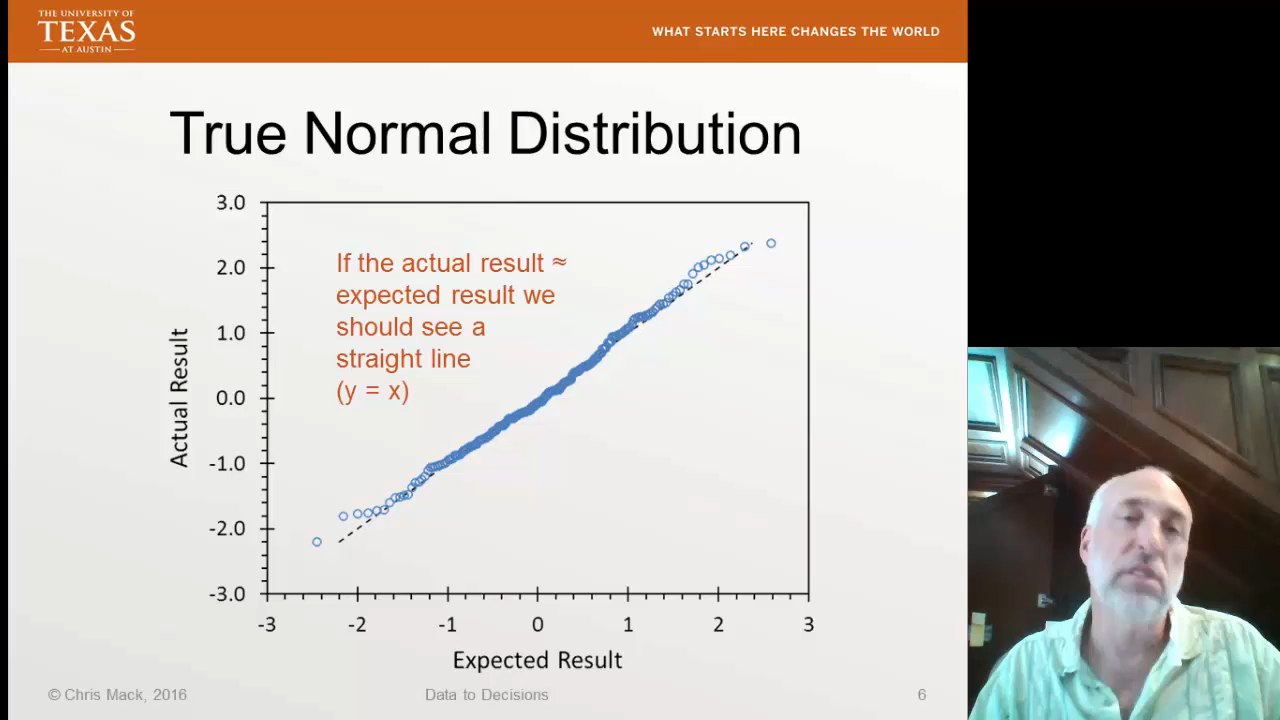 THE UNIVERSITY OF
TEXAS
AT AUSTIN
WHAT STARTS HERE CHANGES THE WORLD
True Normal Distribution
3.0
2.0
1.0
0.0
-1.0
-2.0
-3.0
Actual Result
If the actual result ≈
expected result we
should see a
straight line
(y = x)
-3 -2 -1 0 1 2 3
Expected Result
© Chris Mack, 2016 Data to Decisions 6